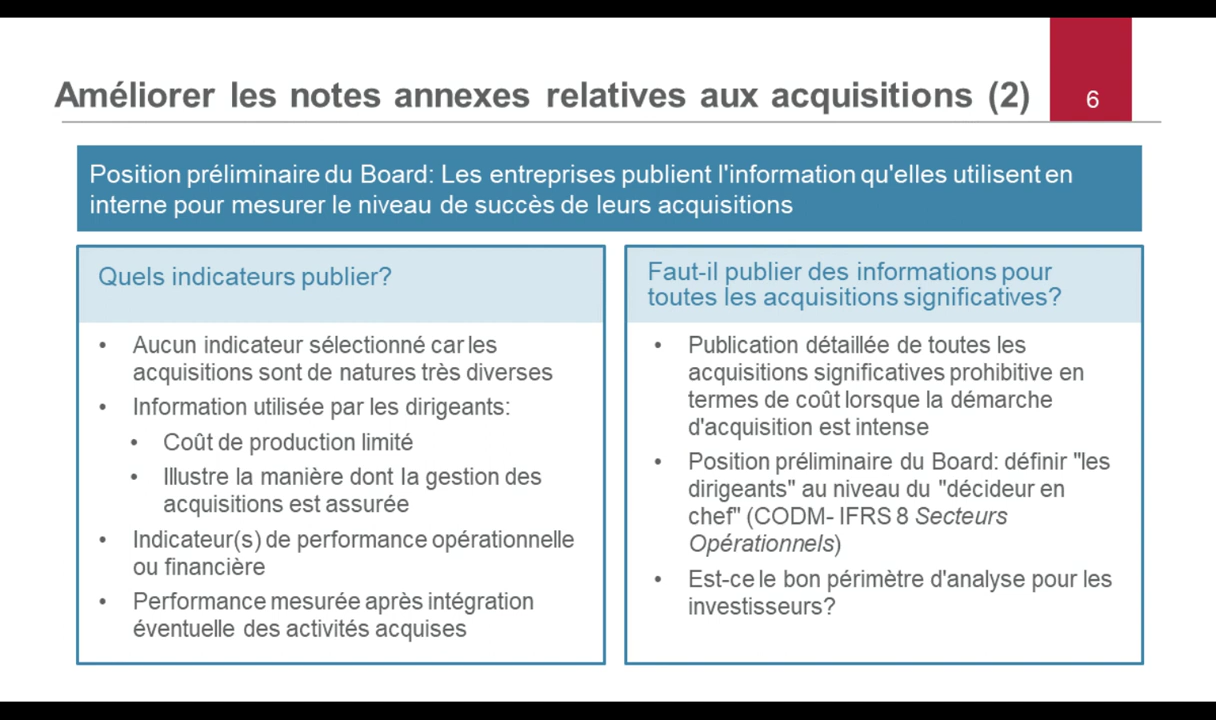 Améliorer les notes annexes relatives aux acquisitions (2)
6
Position préliminaire du Board: Les entreprises publient l'information qu'elles utilisent en
interne pour mesurer le niveau de succès de leurs acquisitions
Quels indicateurs publier?
• Aucun indicateur sélectionné car les
acquisitions sont de natures très diverses
• Information utilisée par les dirigeants:
• Coût de production limité
• Illustre la manière dont la gestion des
acquisitions est assurée
• Indicateur(s) de performance opérationnelle
ou financière
• Performance mesurée après intégration
éventuelle des activités acquises
Faut-il publier des informations pour
toutes les acquisitions significatives?
• Publication détaillée de toutes les
acquisitions significatives prohibitive en
termes de coût lorsque la démarche
d'acquisition est intense
• Position préliminaire du Board: définir "les
dirigeants" au niveau du "décideur en
chef" (CODM- IFRS 8 Secteurs
Opérationnels)
• Est-ce le bon périmètre d'analyse pour les
investisseurs?